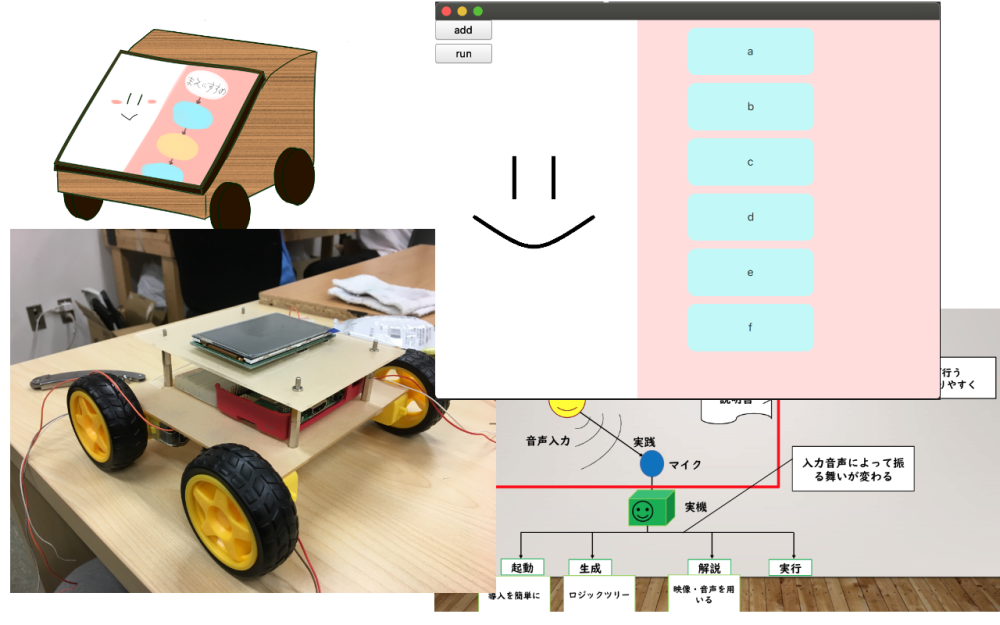 まえにすすめ
add
run
a
b
c
d
e
f
行う
りやすく
説明書
音声入力
実践
マイク
入力音声によって振
る舞いが変わる
実機
起動
生成
解説
実行
導入を簡単に
ロジックツリー
映像・音声を用
いる